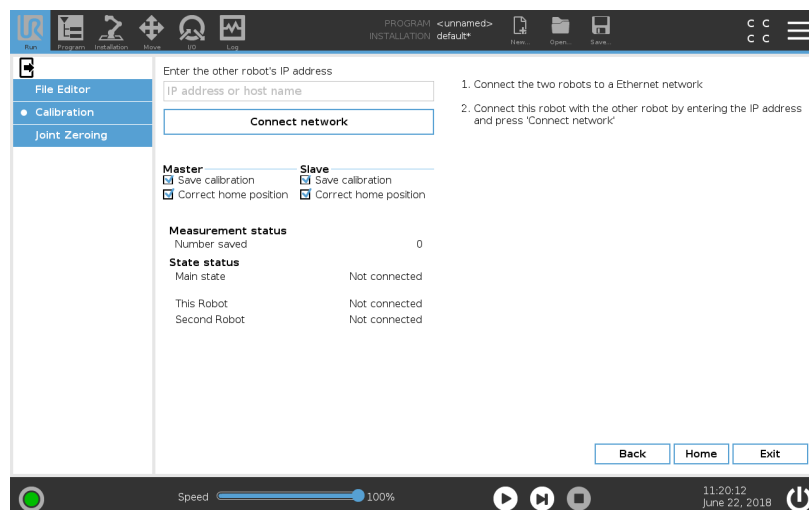 UR
PROGRAM <unnamed>
INSTALLATION default*
Run Program Installation Move I/O Log New... Open... Save...
C C
C C
File Editor
Calibration
Joint Zeroing
Enter the other robot's IP address
IP address or host name
Connect network
Master Slave
Save calibration Save calibration
Correct home position Correct home position
Measurement status
Number saved 0
State status
Main state Not connected
This Robot Not connected
Second Robot Not connected
1. Connect the two robots to a Ethernet network
2. Connect this robot with the other robot by entering the IP address
and press 'Connect network'
Back Home Exit
Speed 100%
11:20:12
June 22, 2018